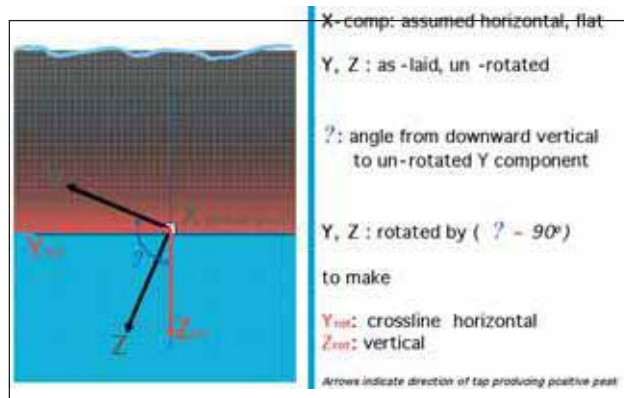 X-comp: assumed horizontal, flat
Y, Z : as -laid, un -rotated
?: angle from downward vertical
to un-rotated Y component
Y, Z : rotated by ( ? - 90º)
to make
Yrot: crossline horizontal
Zrot: vertical
Arrows indicate direction of tap producing positive peak
X
Yrot
?
Z
Zrot